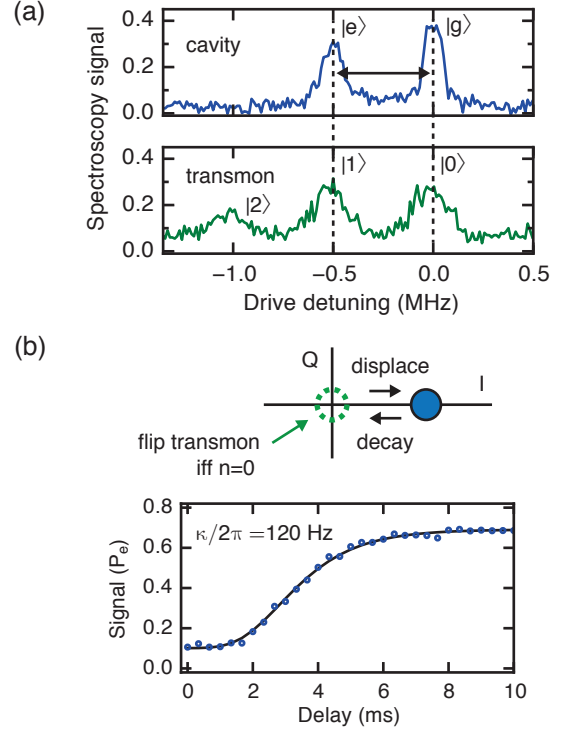 (a)
|e⟩
|g⟩
cavity
0.4
0.2
0.0
Spectroscopy signal
transmon
|2⟩
|1⟩
|0⟩
0.4
0.2
0.0
−1.0
−0.5
0.0
0.5
Drive detuning (MHz)
(b)
Q
displace
I
decay
flip transmon
iff n=0
κ/2π =120 Hz
0.8
0.6
0.4
0.2
0.0
Signal (Pₑ)
0
2
4
6
8
10
Delay (ms)